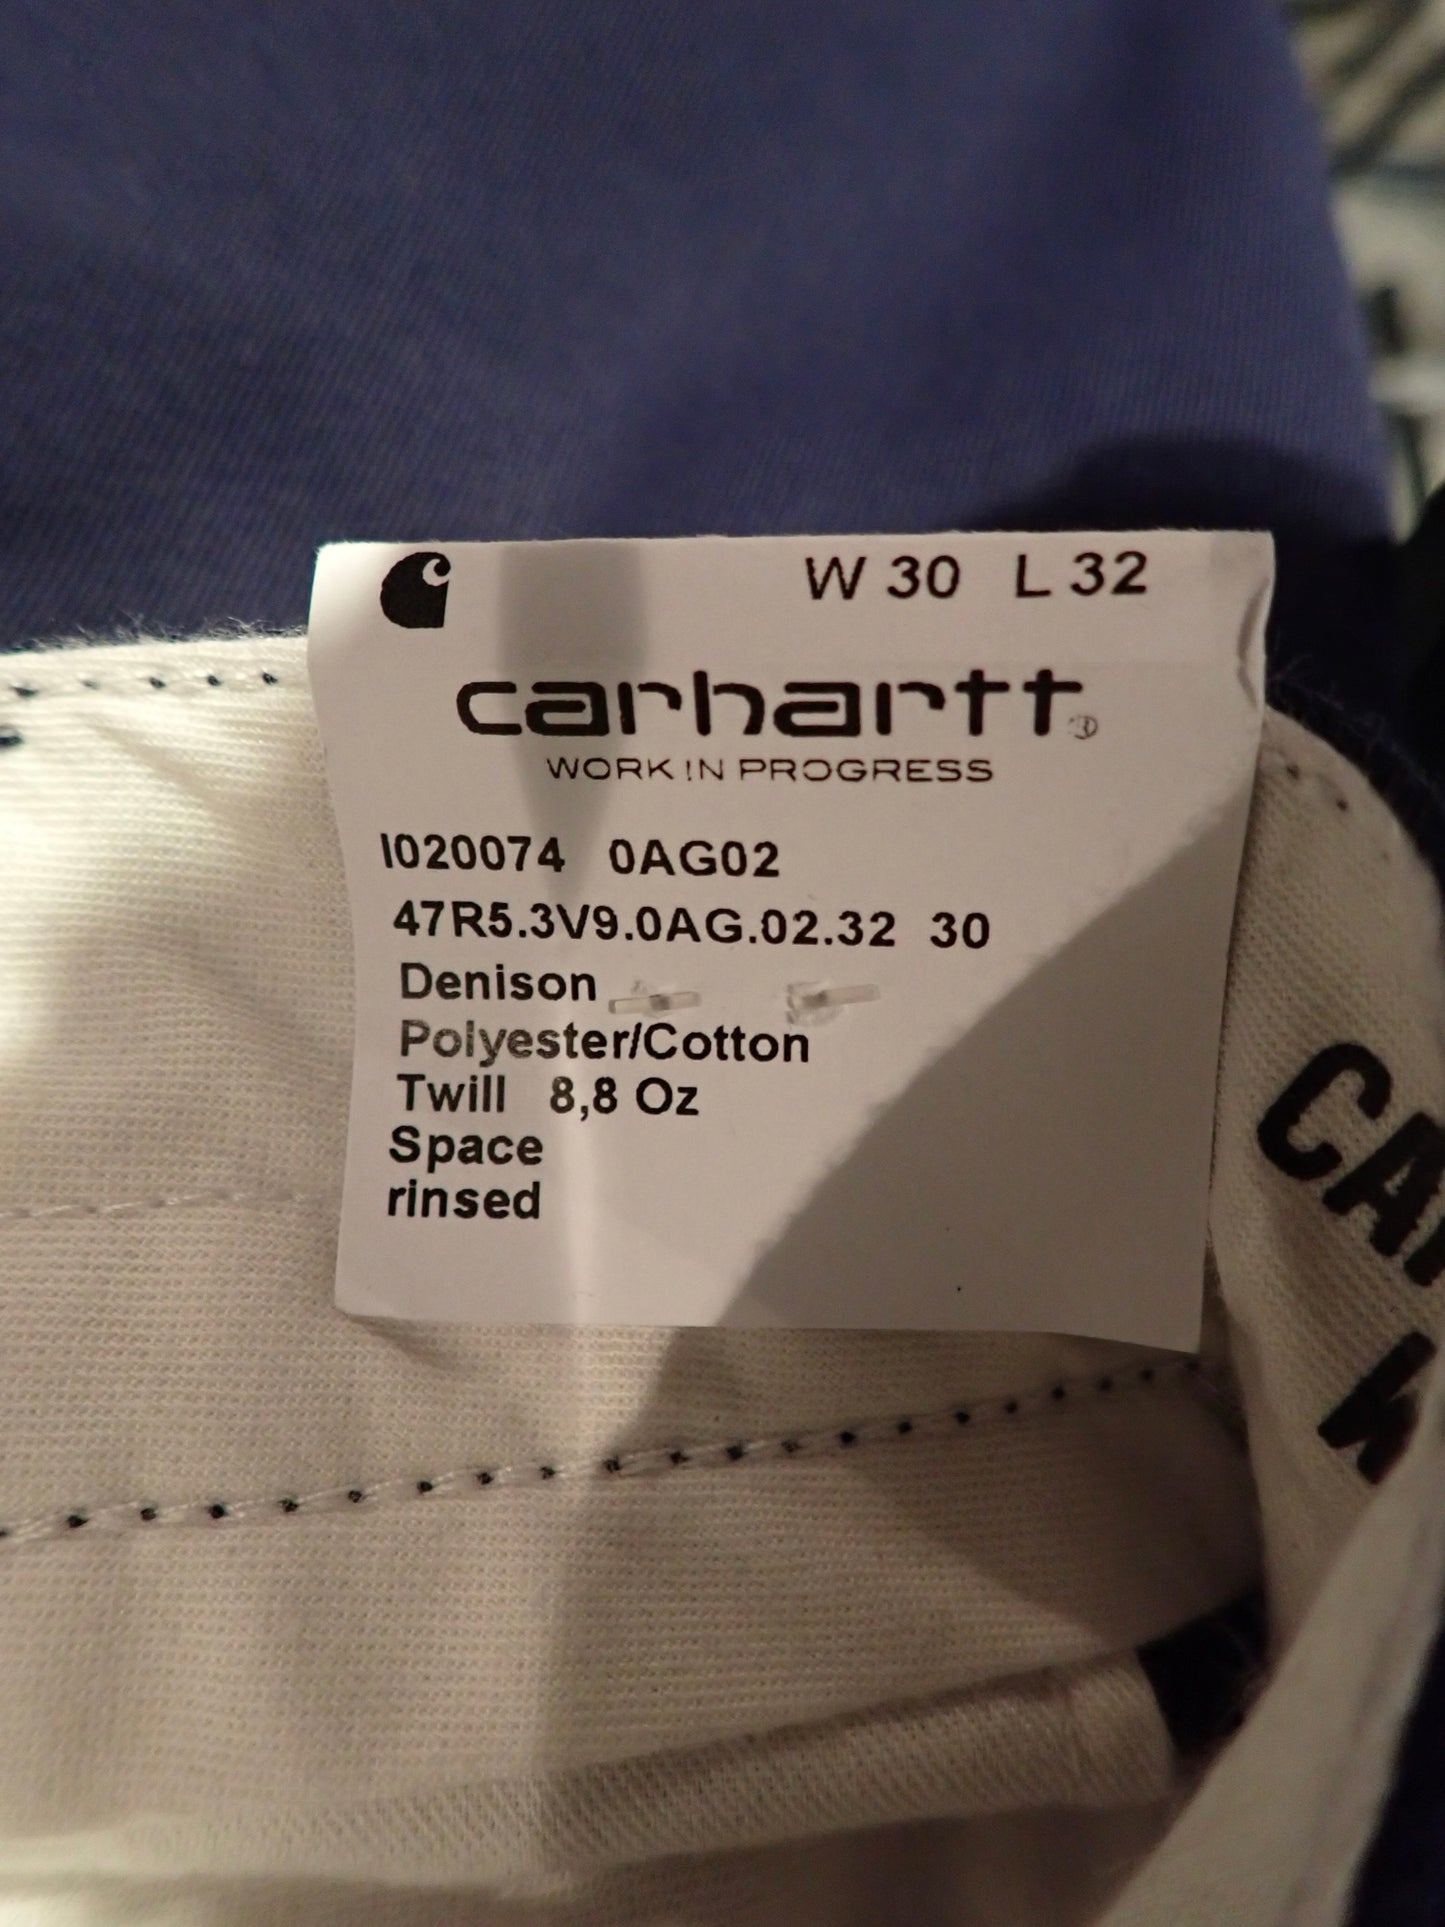 W 30 L 32
carhartt®
WORK IN PROGRESS
I020074 0AG02
47R5.3V9.0AG.02.32 30
Denison
Polyester/Cotton
Twill 8,8 Oz
Space
rinsed
CA
W